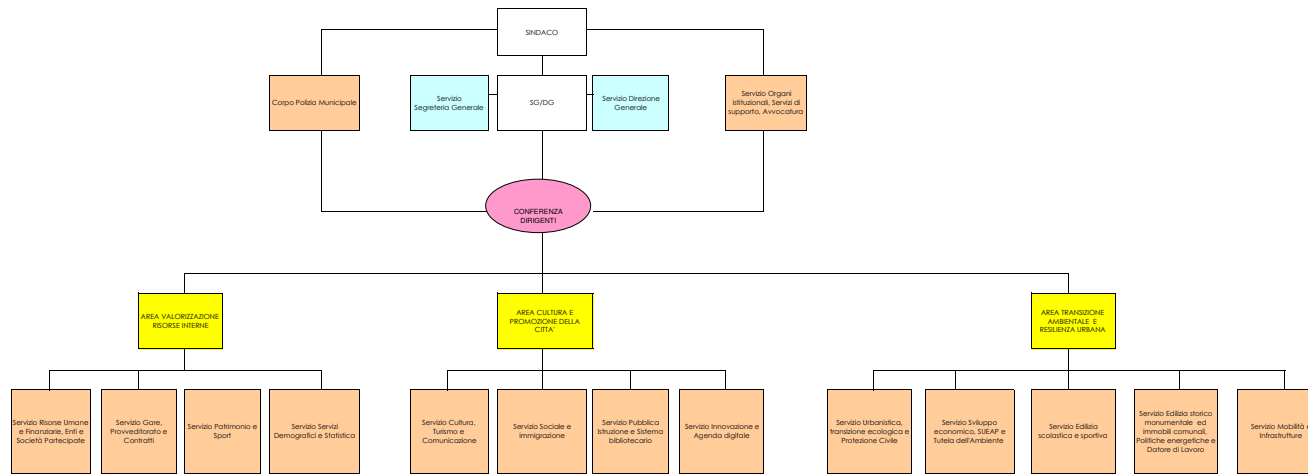 SINDACO
Corpo Polizia Municipale
Servizio
Segreteria Generale
SG/DG
Servizio Direzione
Generale
Servizio Organi
istituzionali, Servizi di
supporto, Avvocatura
CONFERENZA
DIRIGENTI
AREA VALORIZZAZIONE
RISORSE INTERNE
AREA CULTURA E
PROMOZIONE DELLA
CITTA'
AREA TRANSIZIONE
AMBIENTALE E
RESILIENZA URBANA
Servizio Risorse Umane
e Finanziarie, Enti e
Società Partecipate
Servizio Gare,
Provveditorato e
Contratti
Servizio Patrimonio e
Sport
Servizio Servizi
Demografici e Statistica
Servizio Cultura,
Turismo e
Comunicazione
Servizio Sociale e
immigrazione
Servizio Pubblica
Istruzione e Sistema
bibliotecario
Servizio Innovazione e
Agenda digitale
Servizio Urbanistica,
transizione ecologica e
Protezione Civile
Servizio Sviluppo
economico, SUEAP e
Tutela dell'Ambiente
Servizio Edilizia
scolastica e sportiva
Servizio Edilizia storico
monumentale ed
immobili comunali,
Politiche energetiche e
Datore di Lavoro
Servizio Mobilità e
Infrastrutture